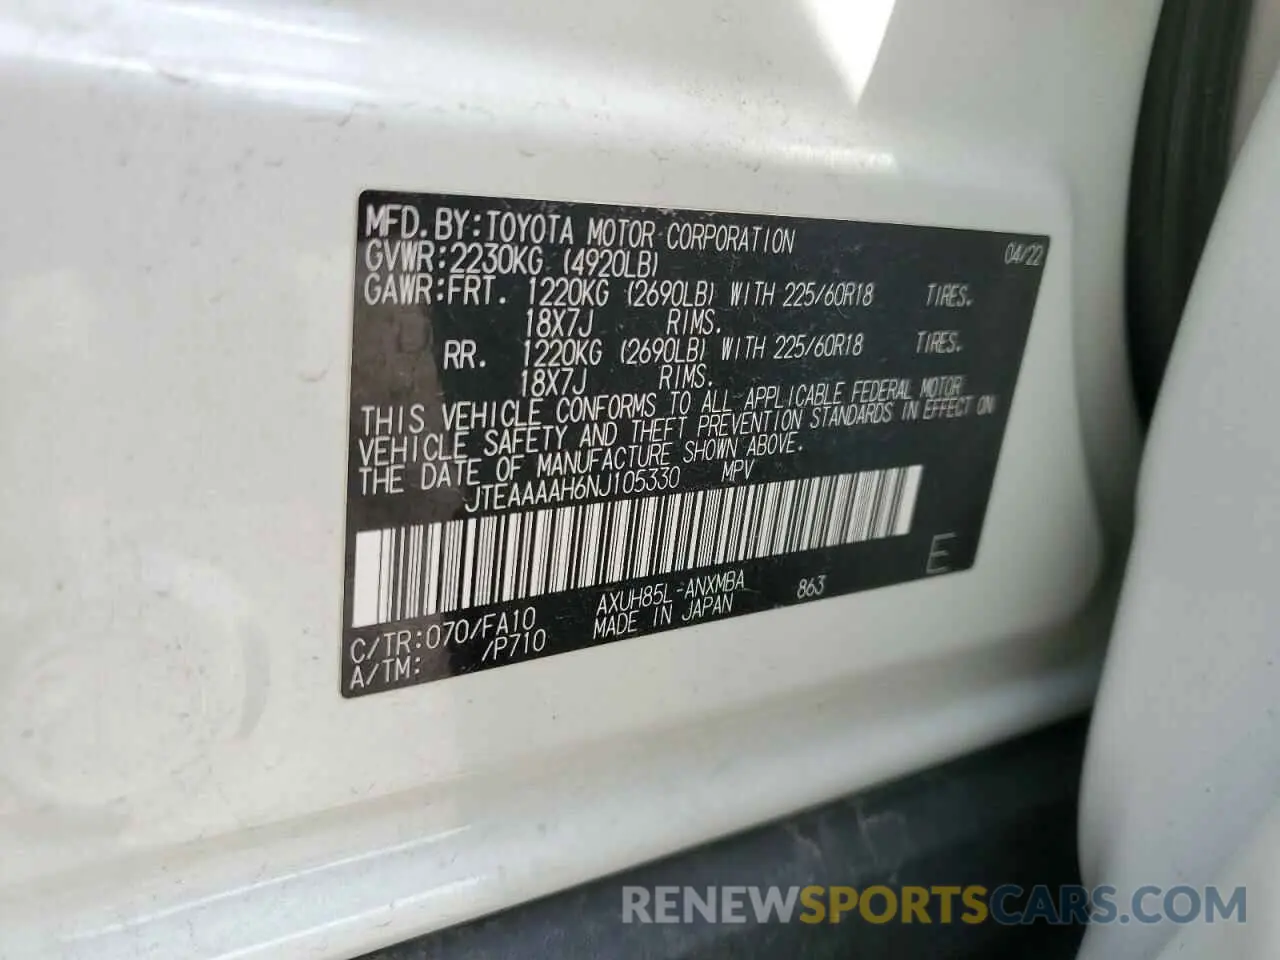 MFD.BY:TOYOTA MOTOR CORPORATION 04/22
GVWR:2230KG (4920LB)
GAWR:FRT. 1220KG (2690LB) WITH 225/60R18 TIRES.
18X7J RIMS.
RR. 1220KG (2690LB) WITH 225/60R18 TIRES.
18X7J RIMS.
THIS VEHICLE CONFORMS TO ALL APPLICABLE FEDERAL MOTOR
VEHICLE SAFETY AND THEFT PREVENTION STANDARDS IN EFFECT ON
THE DATE OF MANUFACTURE SHOWN ABOVE.
JTEAAAAH6NJ105330 MPV
E
C/TR:070/FA10 AXUH85L-ANXMBA 863
A/TM: /P710 MADE IN JAPAN
RENEWSPORTSCARS.COM